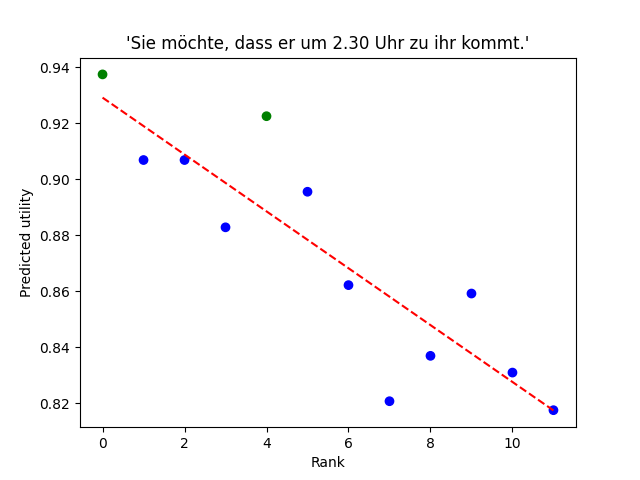 'Sie möchte, dass er um 2.30 Uhr zu ihr kommt.'
0.94
0.92
0.90
0.88
0.86
0.84
0.82
Predicted utility
0 2 4 6 8 10
Rank